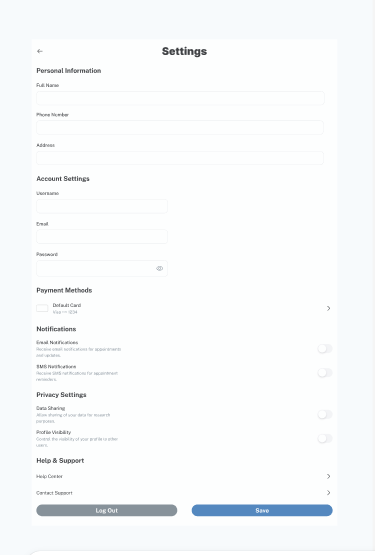 Settings
Personal Information
Full Name
Phone Number
Address
Account Settings
Username
Email
Password
Payment Methods
Default Card
1234
Notifications
Email Notifications
Receive email notifications for appointments
and updates.
SMS Notifications
Receive SMS notifications for appointment
reminders.
Privacy Settings
Data Sharing
Allow sharing of your data for research
purposes.
Profile Visibility
Control the visibility of your profile to other
users.
Help & Support
Help Center
Contact Support
Log Out
Save